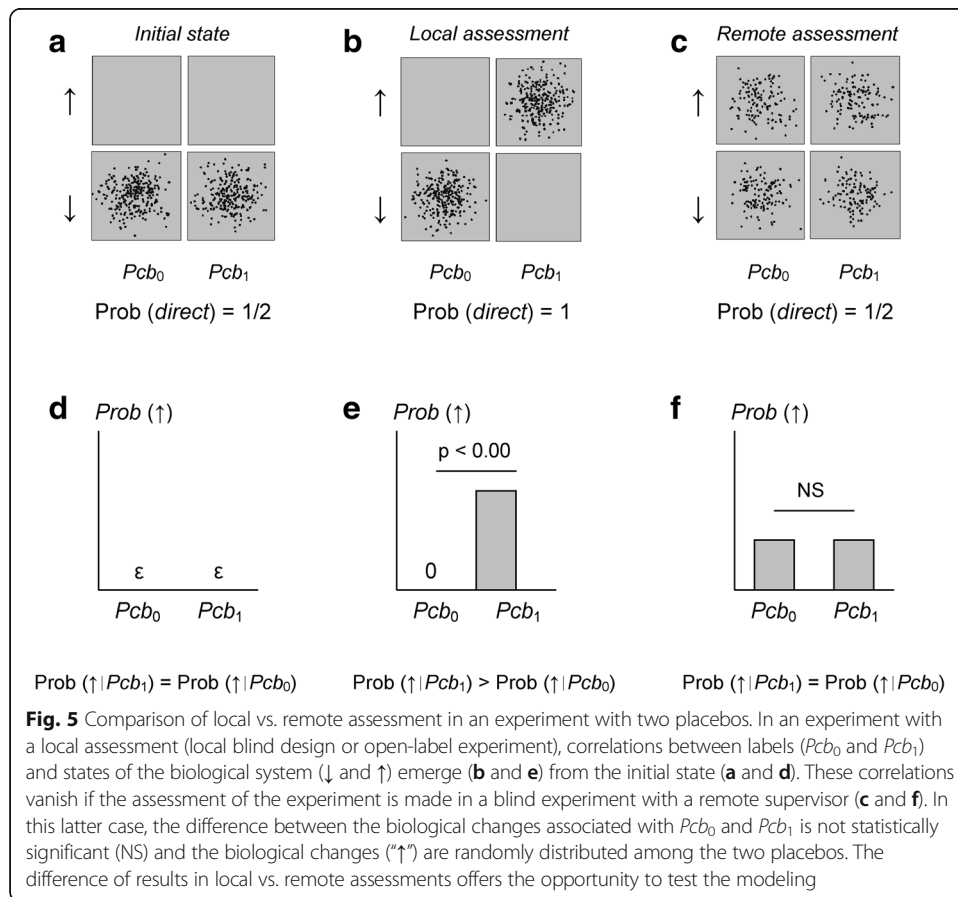 a Initial state b Local assessment c Remote assessment
↑ ↑ ↑
↓ ↓ ↓
Pcb₀ Pcb₁ Pcb₀ Pcb₁ Pcb₀ Pcb₁
Prob (direct) = 1/2 Prob (direct) = 1 Prob (direct) = 1/2
d Prob (↑) e Prob (↑) f Prob (↑)
p < 0.00
NS
ε ε 0
Pcb₀ Pcb₁ Pcb₀ Pcb₁ Pcb₀ Pcb₁
Prob (↑|Pcb₁) = Prob (↑|Pcb₀) Prob (↑|Pcb₁) > Prob (↑|Pcb₀) Prob (↑|Pcb₁) = Prob (↑|Pcb₀)
Fig. 5 Comparison of local vs. remote assessment in an experiment with two placebos. In an experiment with
a local assessment (local blind design or open-label experiment), correlations between labels (Pcb₀ and Pcb₁)
and states of the biological system (↓ and ↑) emerge (b and e) from the initial state (a and d). These correlations
vanish if the assessment of the experiment is made in a blind experiment with a remote supervisor (c and f). In
this latter case, the difference between the biological changes associated with Pcb₀ and Pcb₁ is not statistically
significant (NS) and the biological changes (“↑”) are randomly distributed among the two placebos. The
difference of results in local vs. remote assessments offers the opportunity to test the modeling